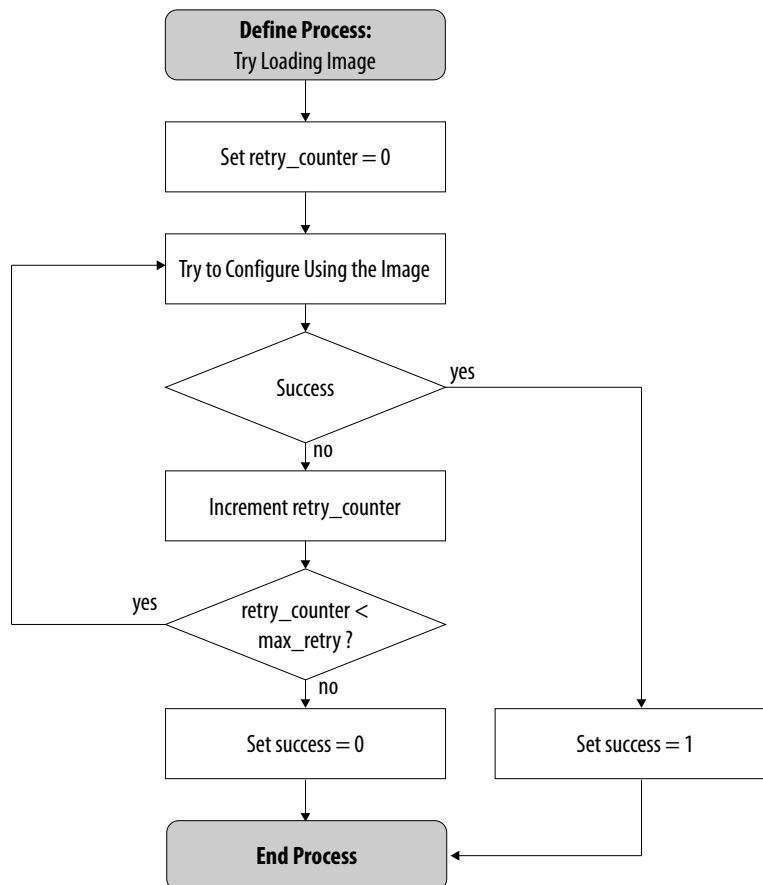 Define Process:
Try Loading Image
Set retry_counter = 0
Try to Configure Using the Image
Success
yes
no
Increment retry_counter
yes
retry_counter <
max_retry ?
no
Set success = 0
Set success = 1
End Process